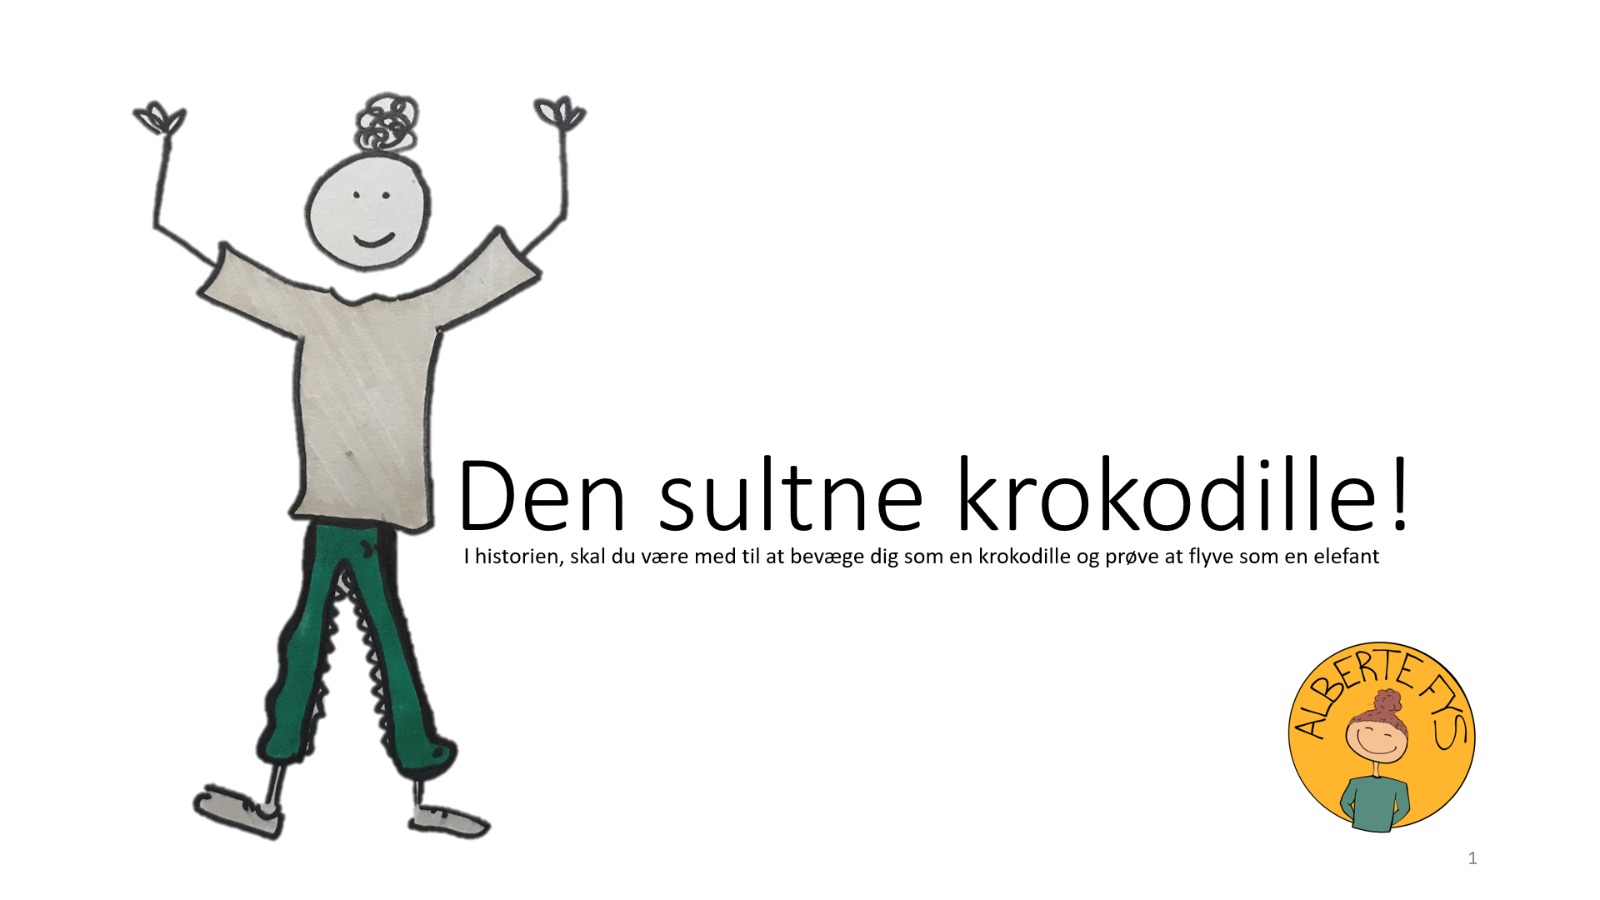 Den sultne krokodille!
I historien, skal du være med til at bevæge dig som en krokodille og prøve at flyve som en elefant
ALBERTE FYS
1